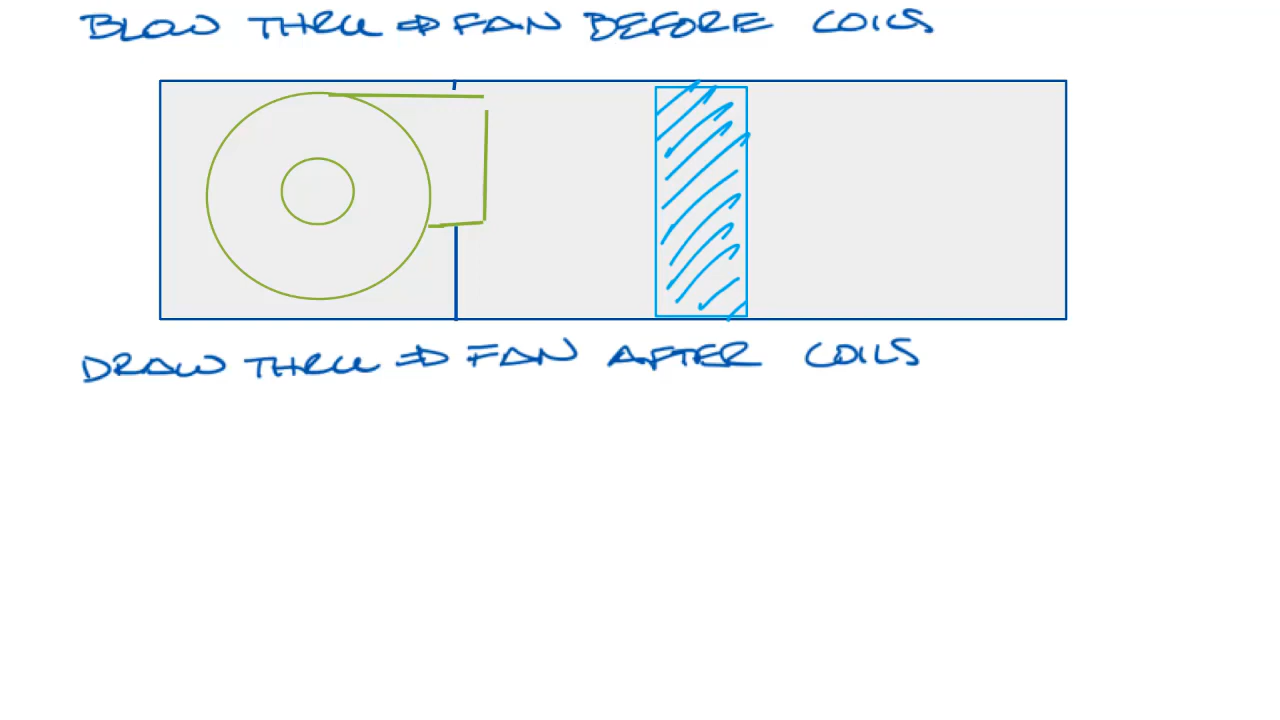 BLOW THRU ⇒ FAN BEFORE COILS
DRAW THRU ⇒ FAN AFTER COILS